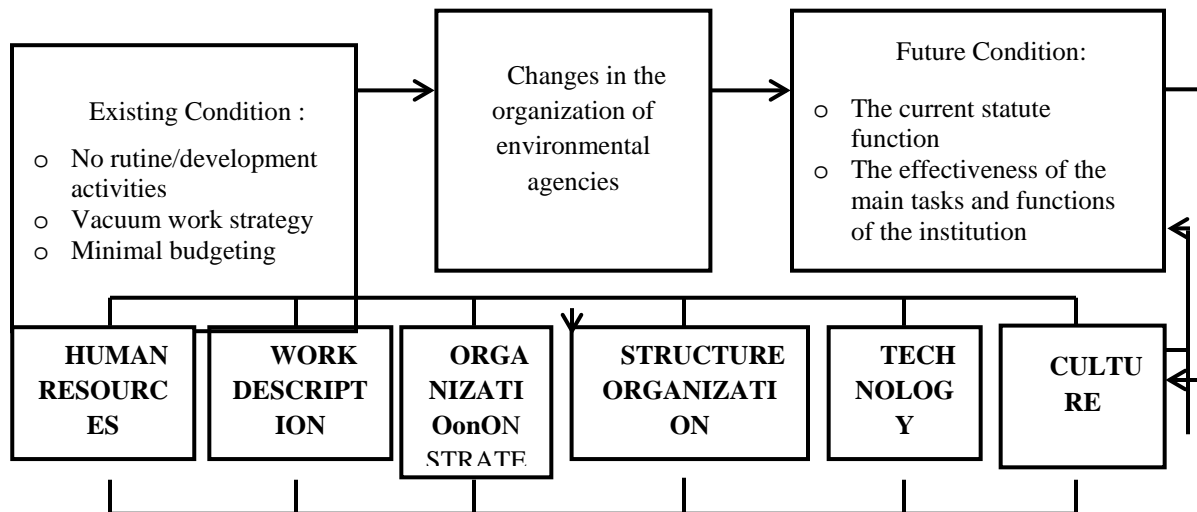 Existing Condition :
o No rutine/development
activities
o Vacuum work strategy
o Minimal budgeting
Changes in the
organization of
environmental
agencies
Future Condition:
o The current statute
function
o The effectiveness of the
main tasks and functions
of the institution
HUMAN
RESOURC
ES
WORK
DESCRIPT
ION
ORGA
NIZATI
OonON
STRATE
STRUCTURE
ORGANIZATI
ON
TECH
NOLOG
Y
CULTU
RE